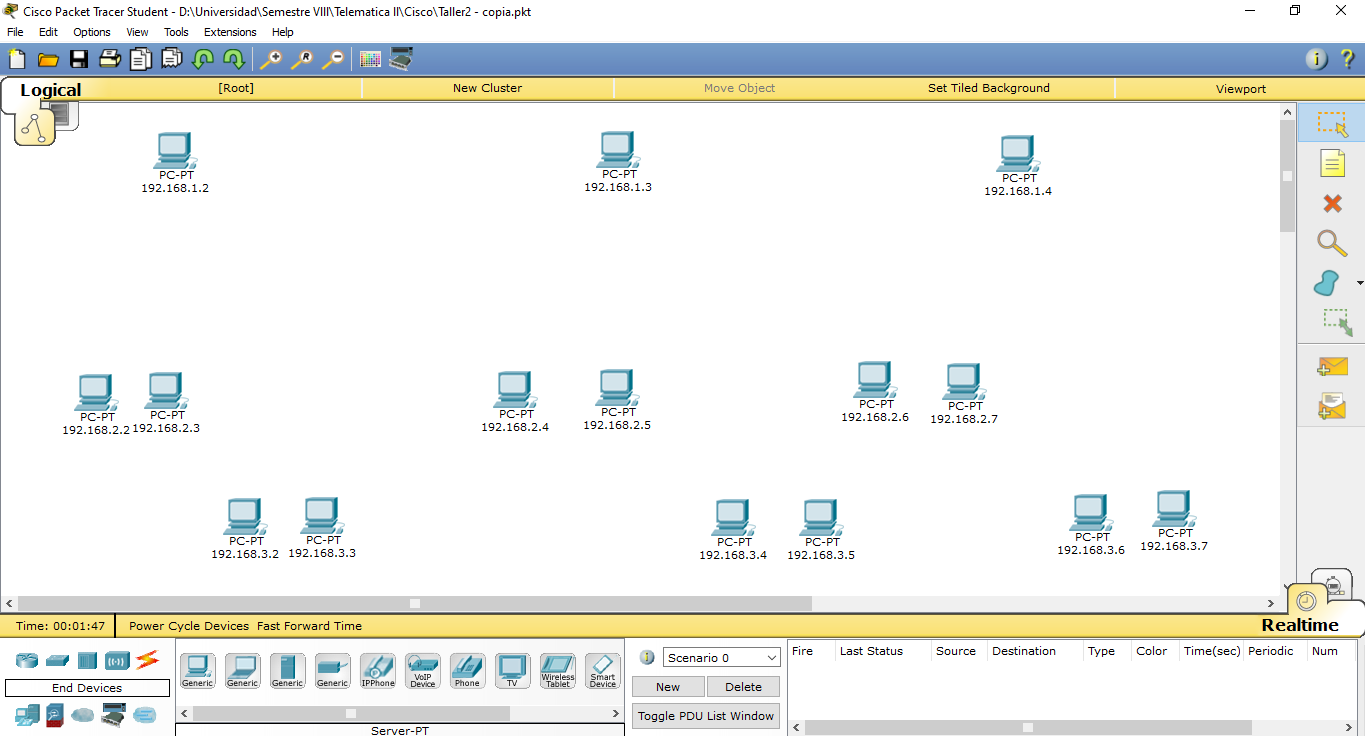 Cisco Packet Tracer Student - D:\Universidad\Semestre VIII\Telematica II\Cisco\Taller2 - copia.pkt
File Edit Options View Tools Extensions Help
Logical [Root] New Cluster Move Object Set Tiled Background Viewport
PC-PT
192.168.1.2
PC-PT
192.168.1.3
PC-PT
192.168.1.4
PC-PT
192.168.2.2
PC-PT
192.168.2.3
PC-PT
192.168.2.4
PC-PT
192.168.2.5
PC-PT
192.168.2.6
PC-PT
192.168.2.7
PC-PT
192.168.3.2
PC-PT
192.168.3.3
PC-PT
192.168.3.4
PC-PT
192.168.3.5
PC-PT
192.168.3.6
PC-PT
192.168.3.7
Time: 00:01:47 Power Cycle Devices Fast Forward Time
Realtime
End Devices
Generic Generic Generic Generic IPPhone VoIP Device Phone TV Wireless Tablet Smart Device
Server-PT
Scenario 0
New Delete
Toggle PDU List Window
Fire Last Status Source Destination Type Color Time(sec) Periodic Num